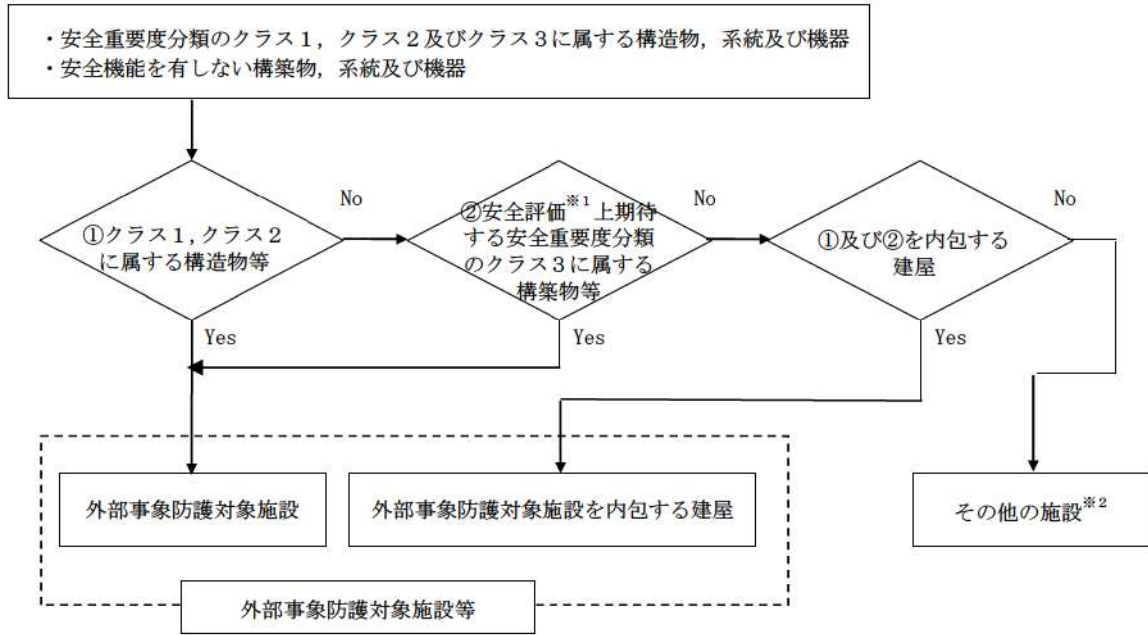 ・安全重要度分類のクラス１，クラス２及びクラス３に属する構造物，系統及び機器
・安全機能を有しない構築物，系統及び機器
No
No
No
①クラス１，クラス２
に属する構造物等
②安全評価※1上期待
する安全重要度分類
のクラス３に属する
構築物等
①及び②を内包する
建屋
Yes
Yes
Yes
外部事象防護対象施設
外部事象防護対象施設を内包する建屋
その他の施設※2
外部事象防護対象施設等